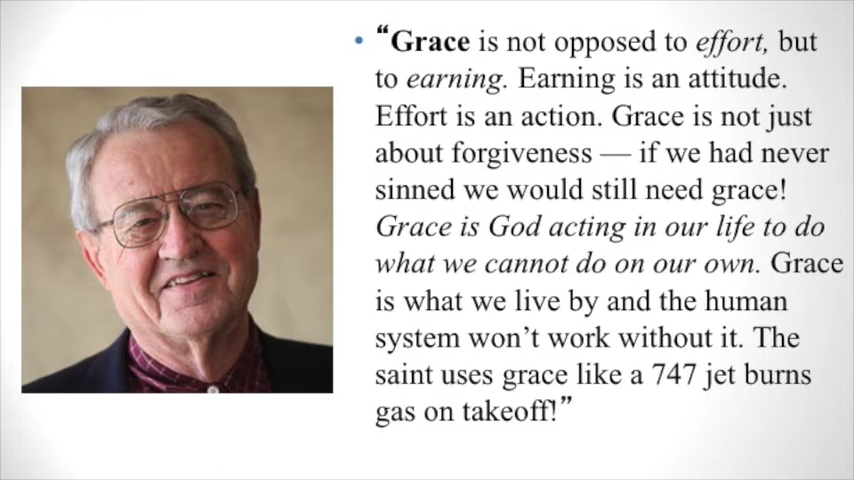 • “Grace is not opposed to effort, but
to earning. Earning is an attitude.
Effort is an action. Grace is not just
about forgiveness — if we had never
sinned we would still need grace!
Grace is God acting in our life to do
what we cannot do on our own. Grace
is what we live by and the human
system won’t work without it. The
saint uses grace like a 747 jet burns
gas on takeoff!”